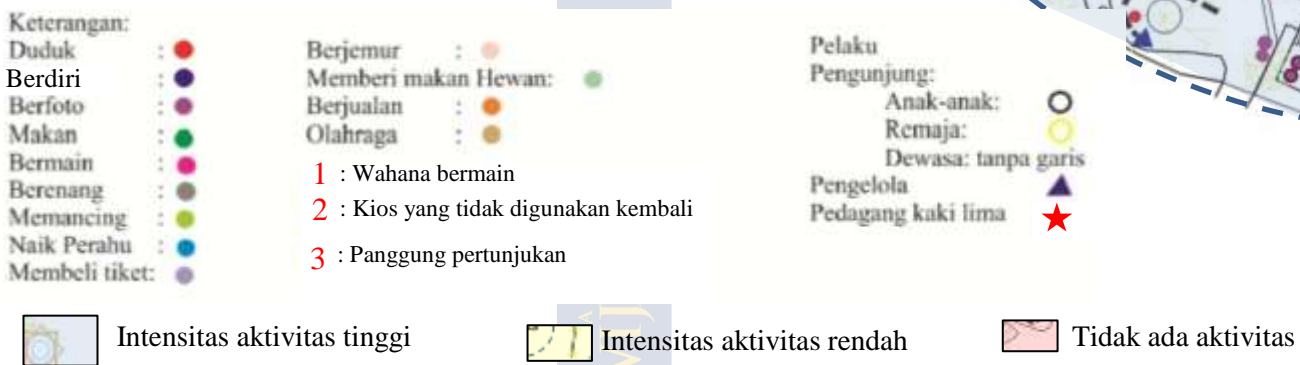 Keterangan:
Duduk :
Berdiri :
Berfoto :
Makan :
Bermain :
Berenang :
Memancing :
Naik Perahu :
Membeli tiket:
Berjemur :
Memberi makan Hewan:
Berjualan :
Olahraga :
1 : Wahana bermain
2 : Kios yang tidak digunakan kembali
3 : Panggung pertunjukan
Pelaku
Pengunjung:
Anak-anak:
Remaja:
Dewasa: tanpa garis
Pengelola
Pedagang kaki lima
Intensitas aktivitas tinggi
Intensitas aktivitas rendah
Tidak ada aktivitas